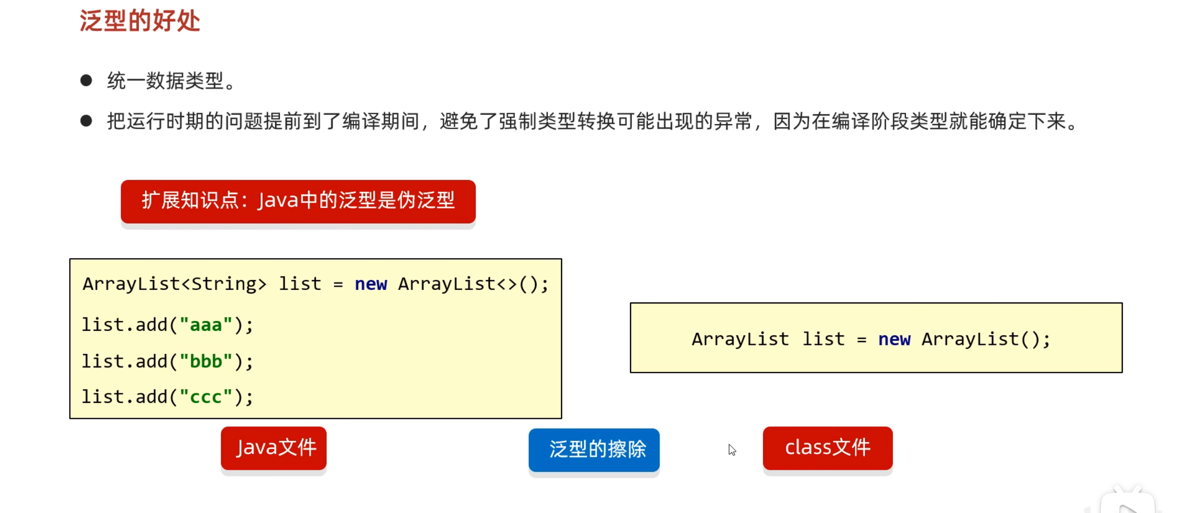 泛型的好处
统一数据类型。
把运行时期的问题提前到了编译期间，避免了强制类型转换可能出现的异常，因为在编译阶段类型就能确定下来。
扩展知识点：Java中的泛型是伪泛型
ArrayList<String> list = new ArrayList<>();
list.add("aaa");
list.add("bbb");
list.add("ccc");
ArrayList list = new ArrayList();
Java文件
泛型的擦除
class文件